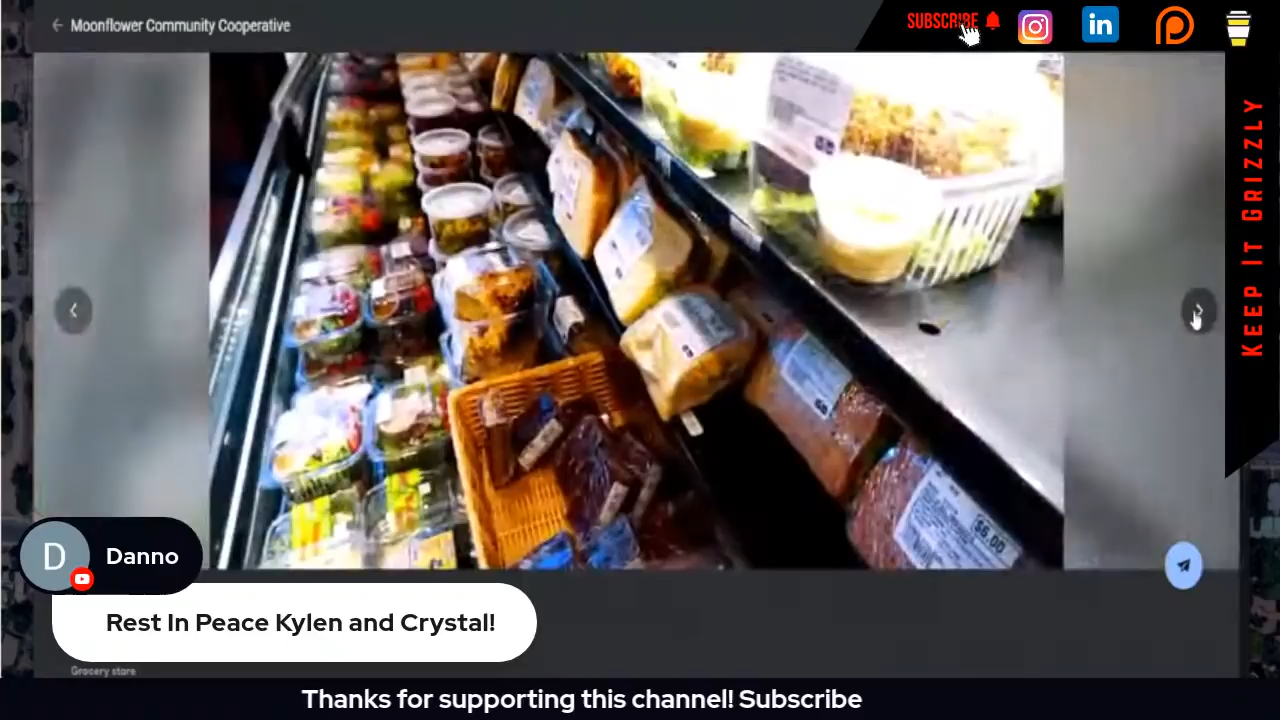 Moonflower Community Cooperative
SUBSCRIBE
in
KEEP IT GRIZZLY
$6.00
D
Danno
Rest In Peace Kylen and Crystal!
Grocery store
Thanks for supporting this channel! Subscribe